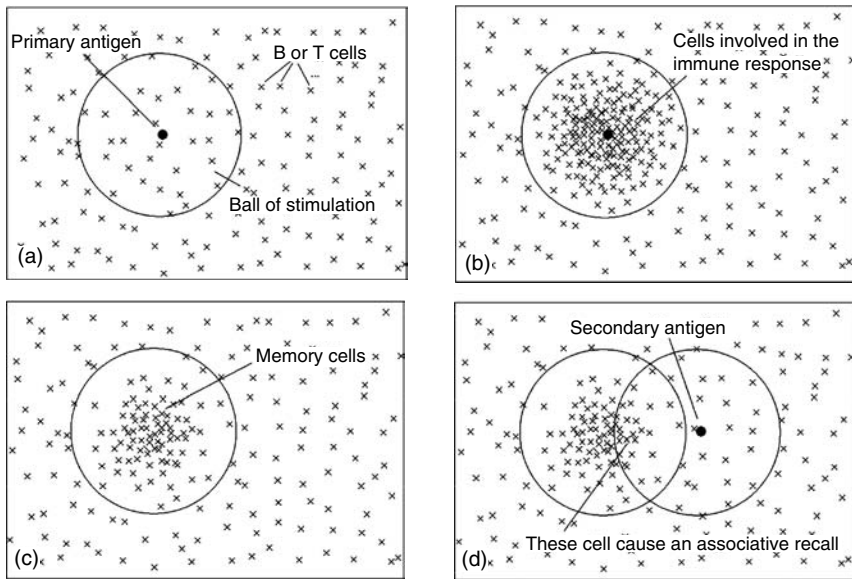 Primary antigen
B or T cells
...
Ball of stimulation
(a)
Cells involved in the
immune response
(b)
Memory cells
(c)
Secondary antigen
These cell cause an associative recall
(d)